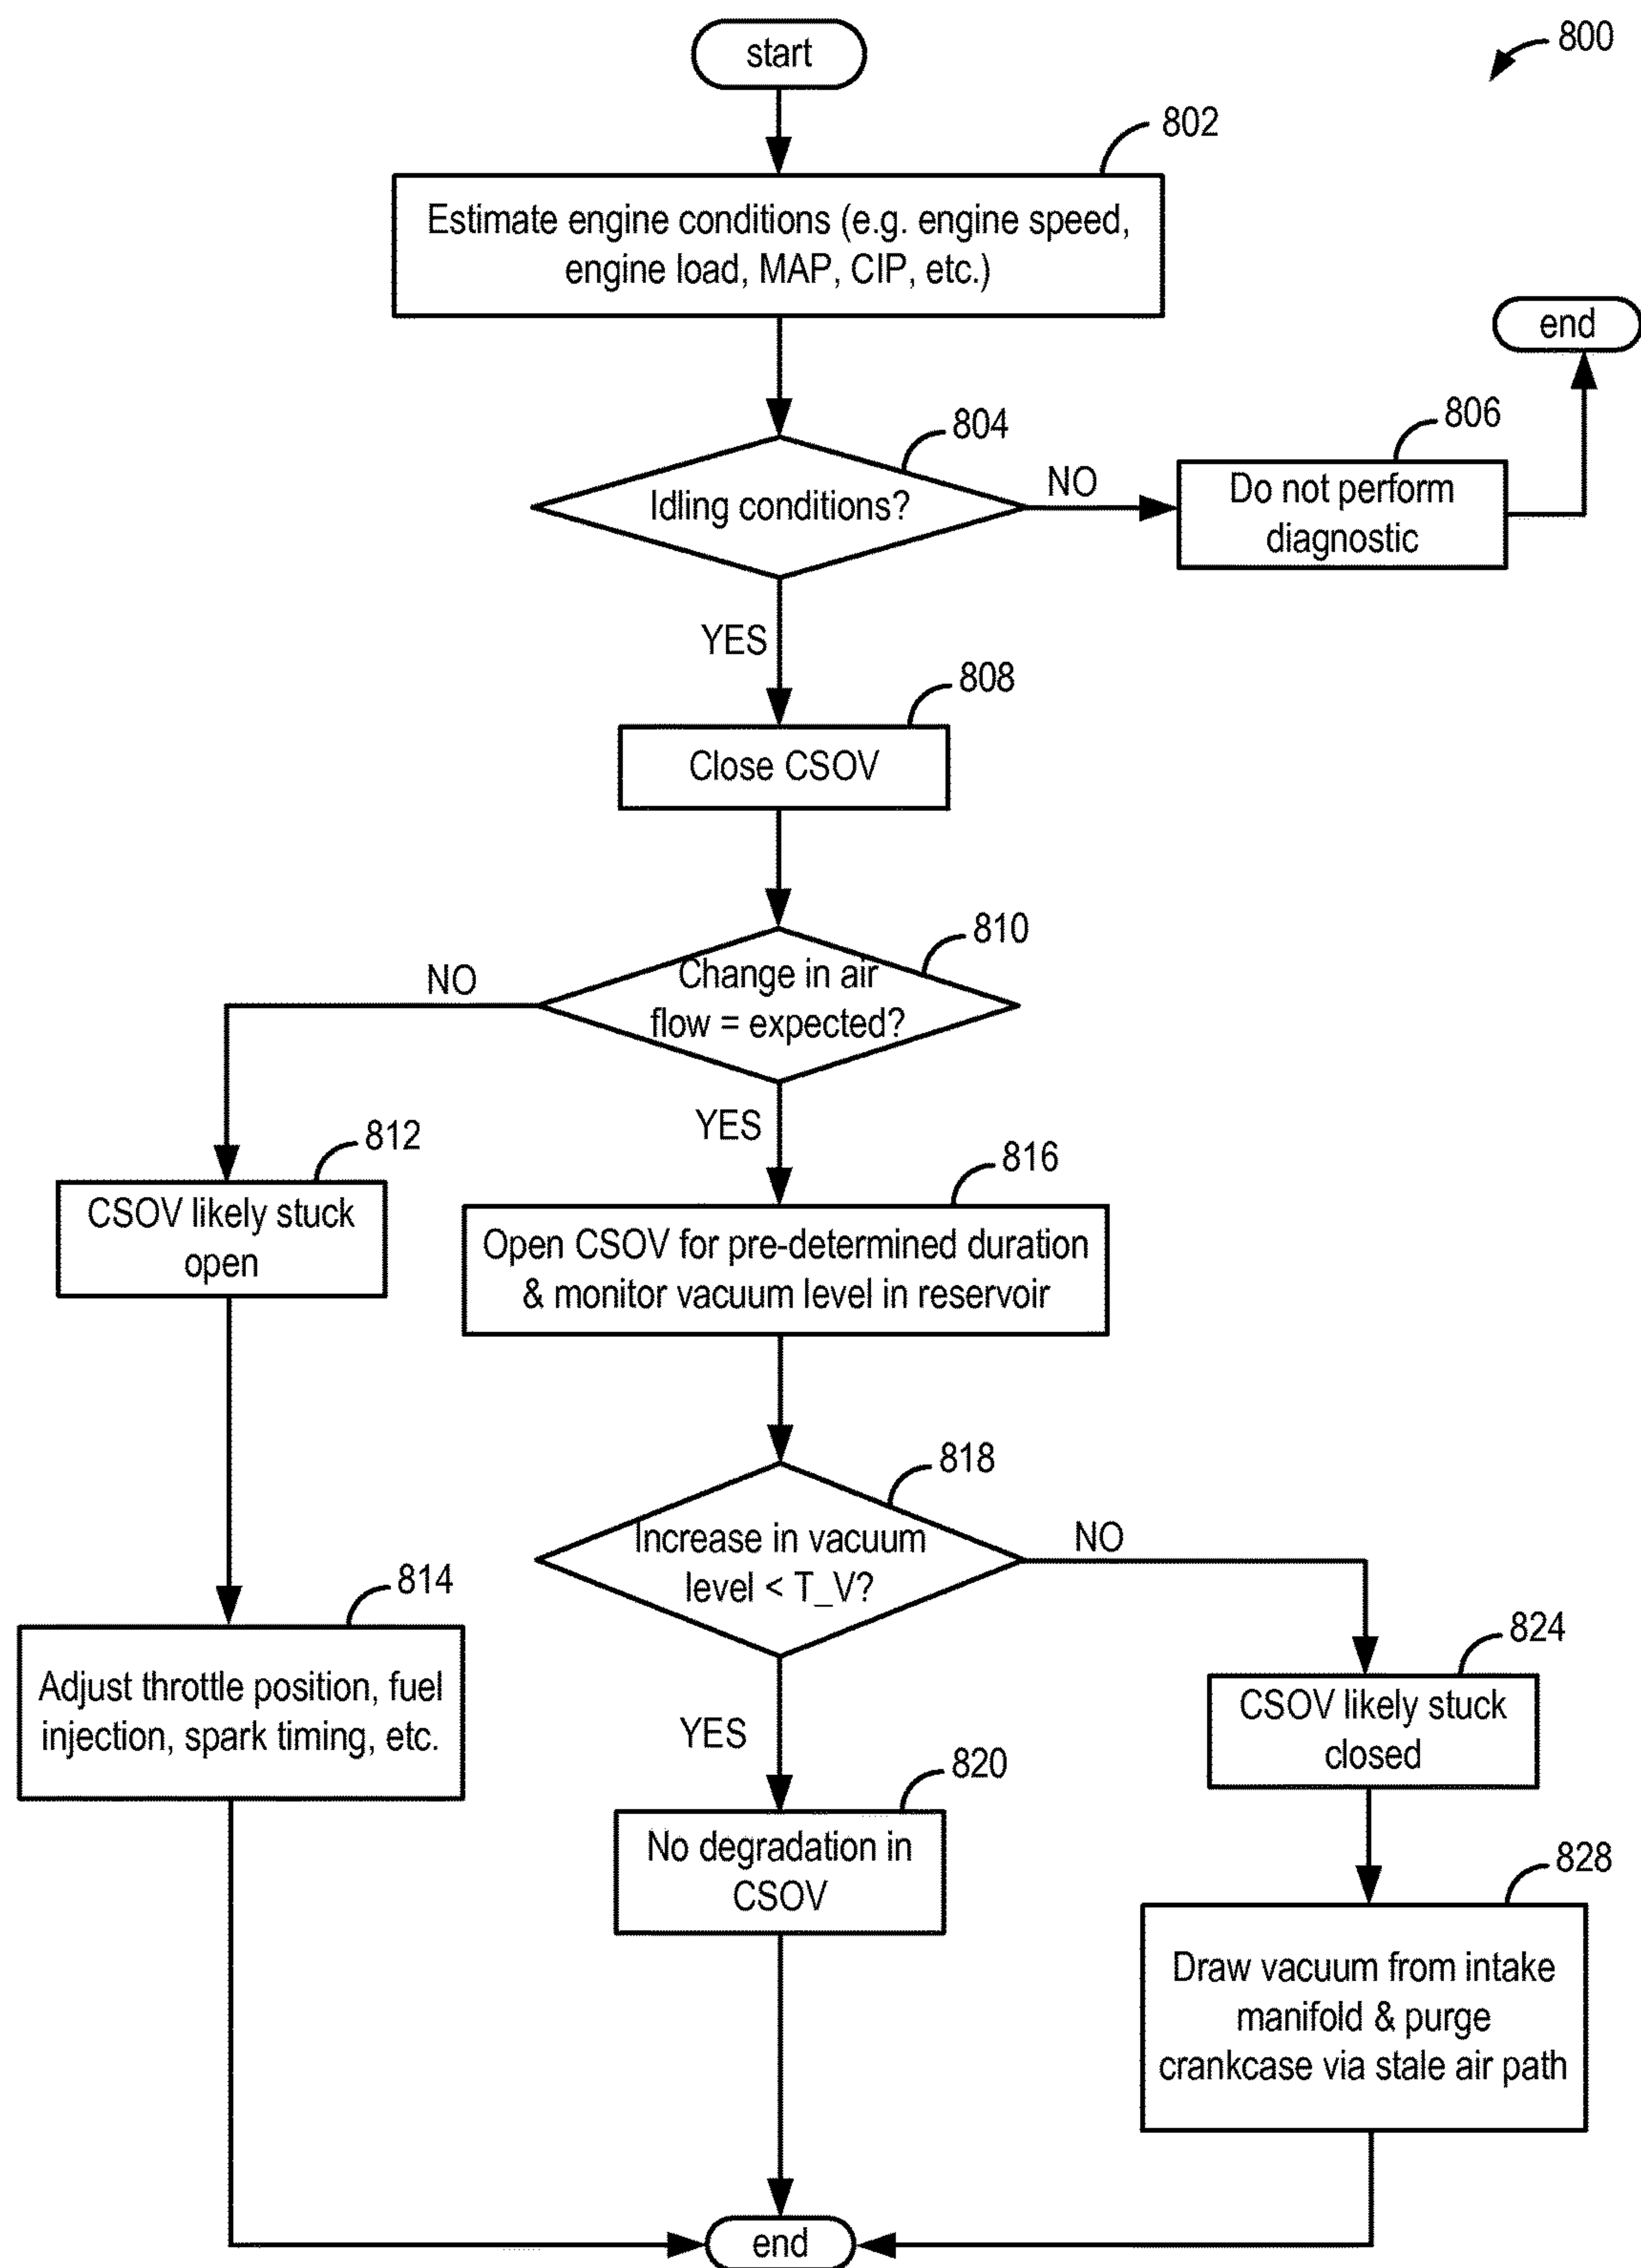 start
800
802
Estimate engine conditions (e.g. engine speed,
engine load, MAP, CIP, etc.)
end
804
806
Idling conditions?
NO
Do not perform
diagnostic
YES
808
Close CSOV
810
NO
Change in air
flow = expected?
YES
812
816
CSOV likely stuck
open
Open CSOV for pre-determined duration
& monitor vacuum level in reservoir
818
NO
Increase in vacuum
level < T_V?
814
824
Adjust throttle position, fuel
injection, spark timing, etc.
YES
CSOV likely stuck
closed
820
No degradation in
CSOV
828
Draw vacuum from intake
manifold & purge
crankcase via stale air path
end